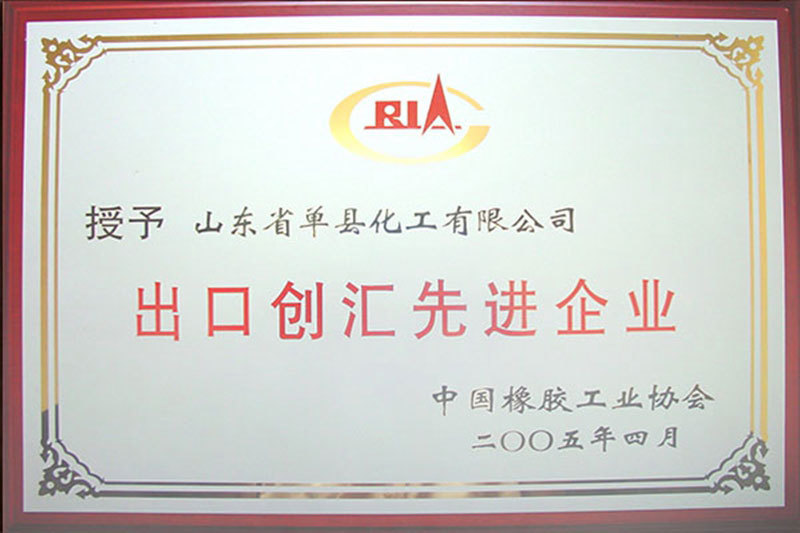 CRIA
授予 山东省单县化工有限公司
出口创汇先进企业
中国橡胶工业协会
二〇〇五年四月